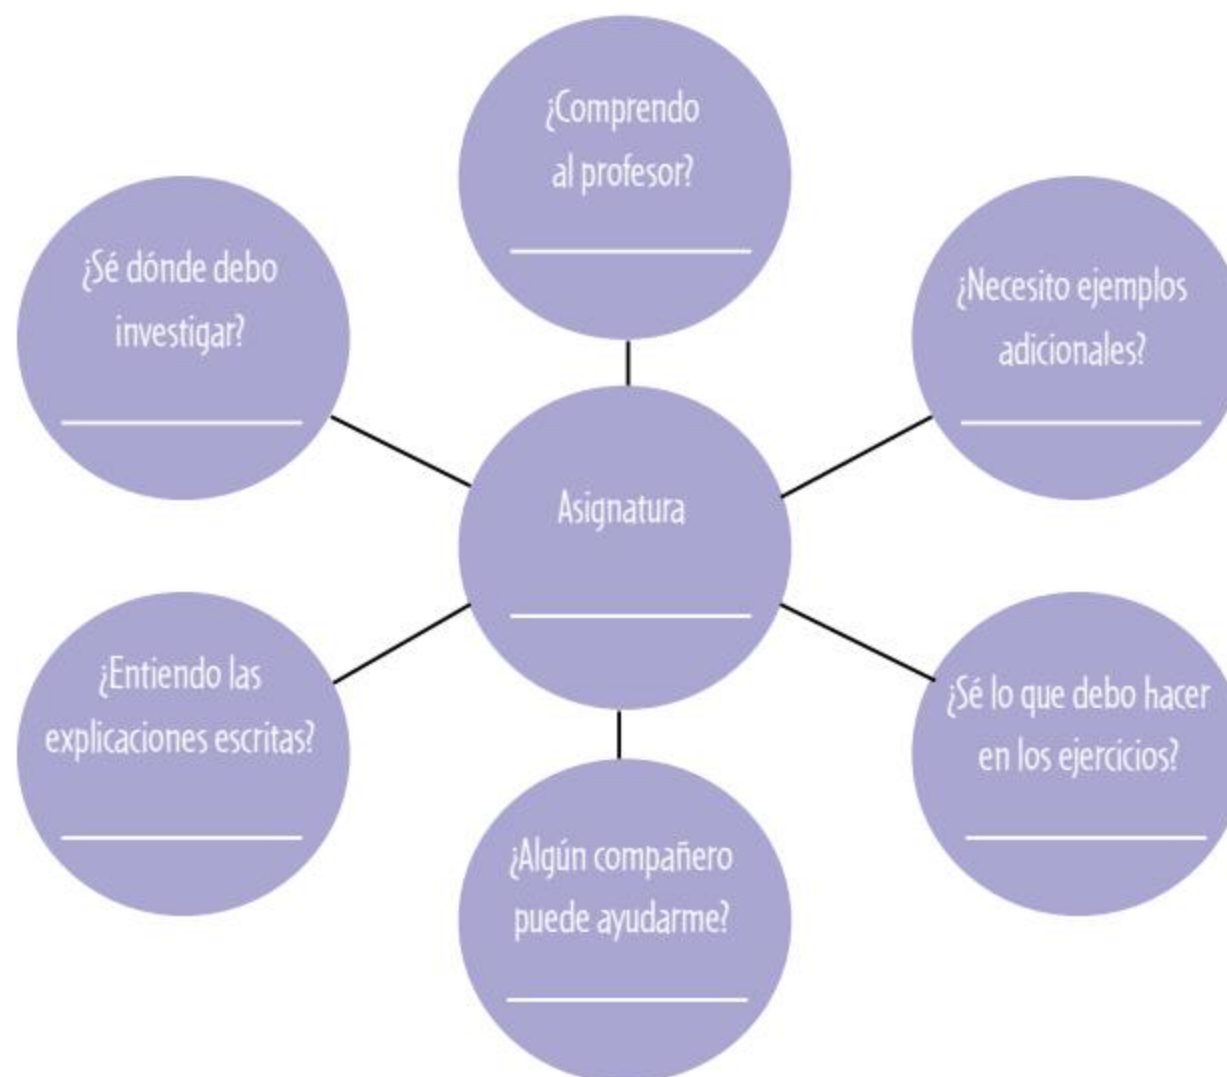 ¿Comprendo
al profesor?
¿Sé dónde debo
investigar?
¿Necesito ejemplos
adicionales?
Asignatura
¿Entiendo las
explicaciones escritas?
¿Sé lo que debo hacer
en los ejercicios?
¿Algún compañero
puede ayudarme?